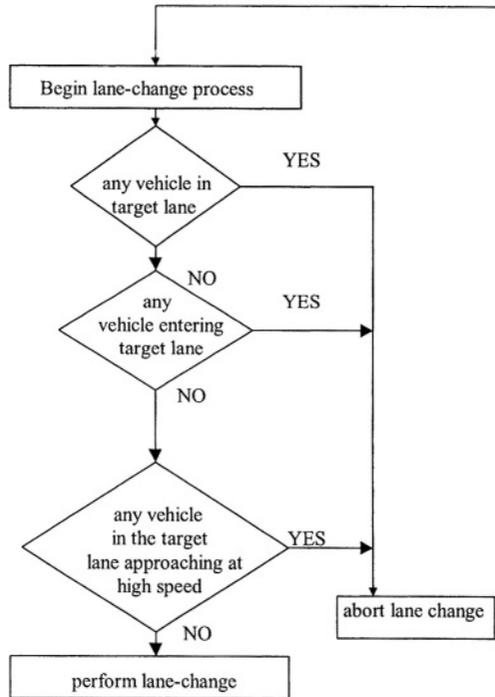 Begin lane-change process
YES
any vehicle in
target lane
NO
any
vehicle entering
target lane
YES
NO
any vehicle
in the target
lane approaching at
high speed
YES
abort lane change
NO
perform lane-change